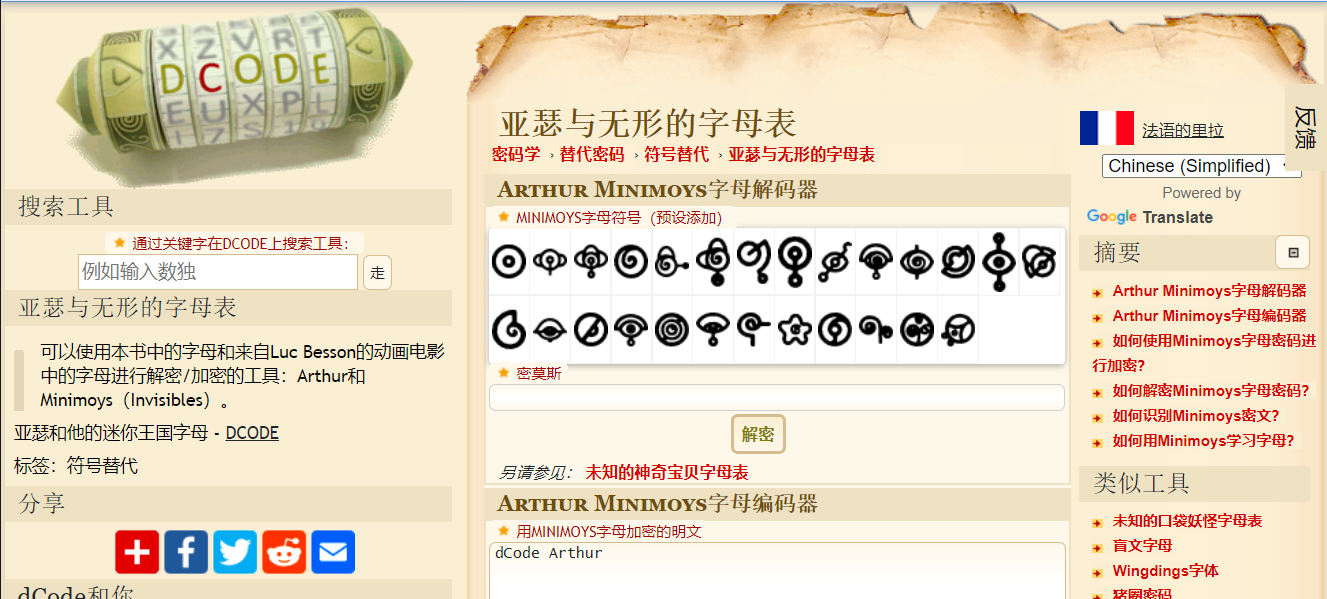 X Z V R T
D C O D E
E U X P L
I 7 S 1 0
搜索工具
★ 通过关键字在DCODE上搜索工具：
例如输入数独
走
亚瑟与无形的字母表
可以使用本书中的字母和来自Luc Besson的动画电影
中的字母进行解密/加密的工具：Arthur和
Minimoys（Invisibles）。
亚瑟和他的迷你王国字母 - DCODE
标签：符号替代
分享
dCode和你
亚瑟与无形的字母表
密码学 › 替代密码 › 符号替代 › 亚瑟与无形的字母表
Arthur Minimoys字母解码器
★ MINIMOYS字母符号（预设添加）
★ 密莫斯
解密
另请参见： 未知的神奇宝贝字母表
Arthur Minimoys字母编码器
★ 用MINIMOYS字母加密的明文
dCode Arthur
反馈
法语的里拉
Chinese (Simplified)
Powered by
Google Translate
摘要
Arthur Minimoys字母解码器
Arthur Minimoys字母编码器
如何使用Minimoys字母密码进
行加密?
如何解密Minimoys字母密码?
如何识别Minimoys密文?
如何用Minimoys学习字母?
类似工具
未知的口袋妖怪字母表
盲文字母
Wingdings字体
猪圈密码